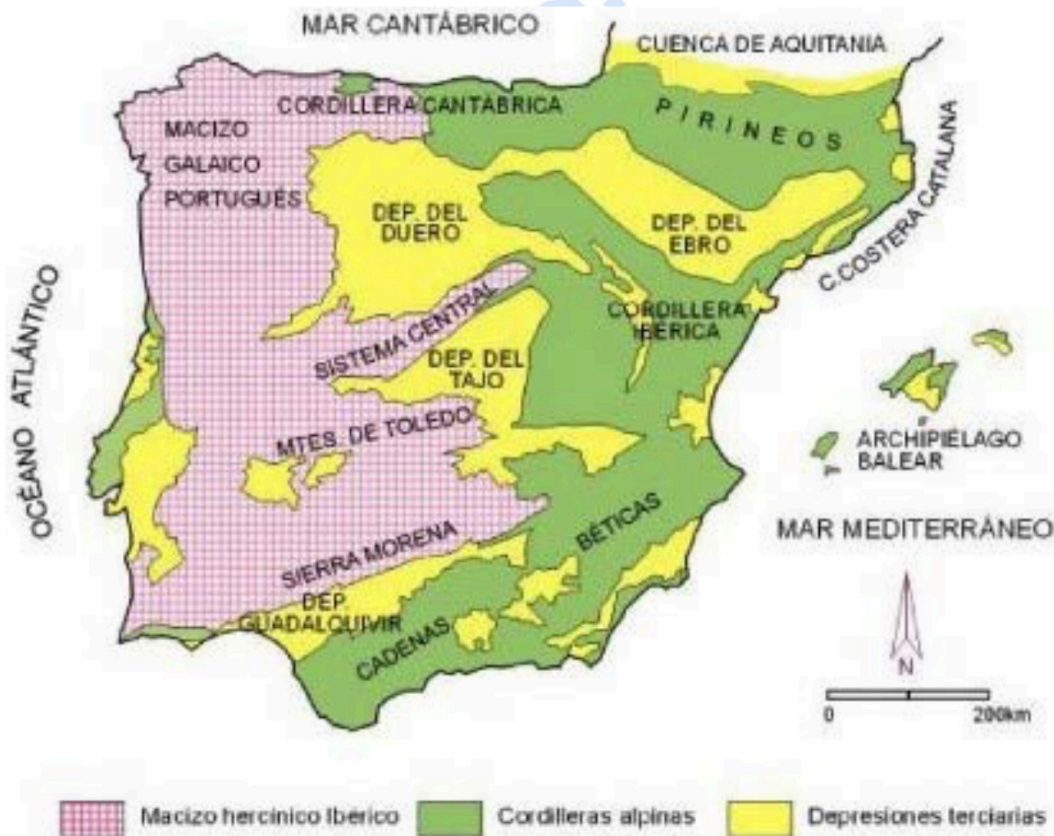 MAR CANTÁBRICO
CUENCA DE AQUITANIA
CORDILLERA CANTÁBRICA
PIRINEOS
MACIZO
GALAICO
PORTUGUÉS
C.COSTERA CATALANA
DEP. DEL
DUERO
DEP. DEL
EBRO
OCÉANO ATLÁNTICO
SISTEMA CENTRAL
CORDILLERA
IBÉRICA
DEP. DEL
TAJO
MTES. DE TOLEDO
ARCHIPIÉLAGO
BALEAR
SIERRA MORENA
BÉTICAS
MAR MEDITERRÁNEO
DEP.
GUADALQUIVIR
CADENAS
N
0 200km
Macizo hercínico Ibérico
Cordilleras alpinas
Depresiones terciarias